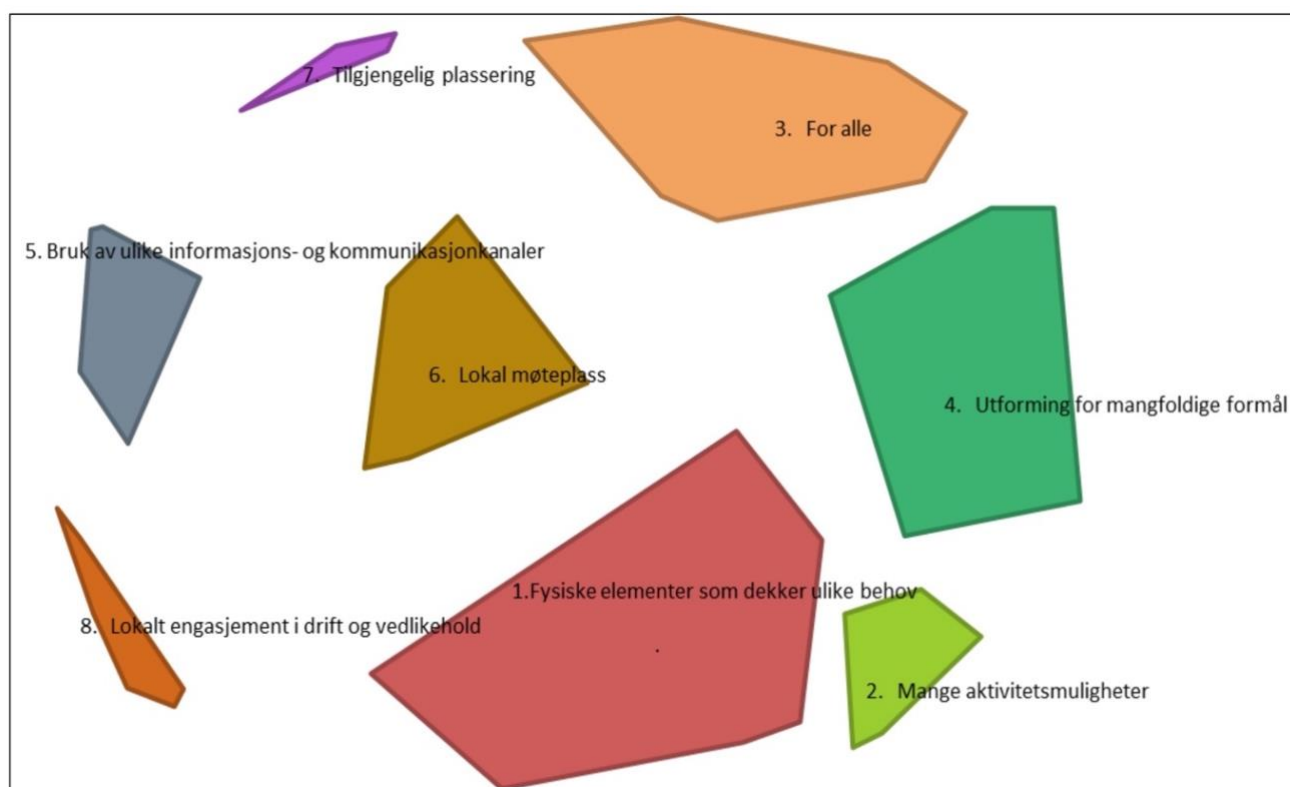 7. Tilgjengelig plassering
3. For alle
5. Bruk av ulike informasjons- og kommunikasjonkanaler
6. Lokal møteplass
4. Utforming for mangfoldige formål
1.Fysiske elementer som dekker ulike behov
8. Lokalt engasjement i drift og vedlikehold
2. Mange aktivitetsmuligheter